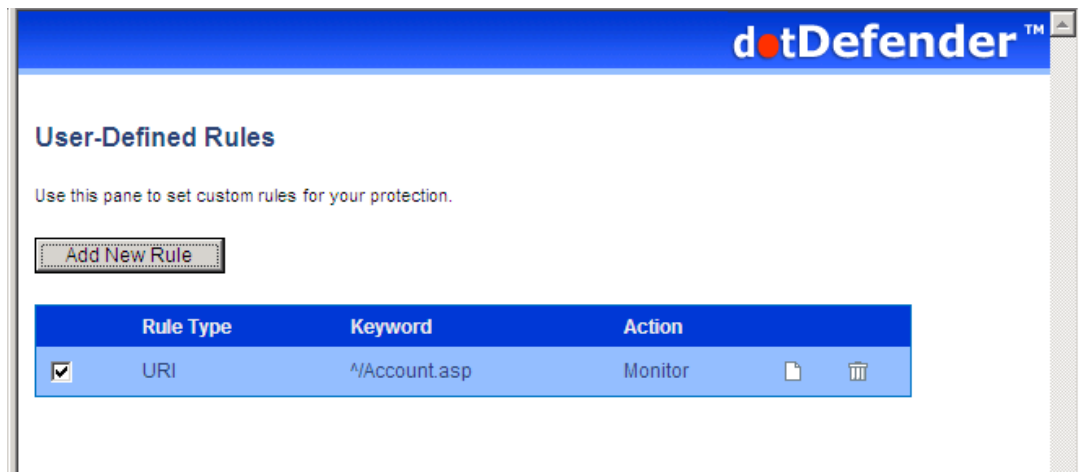 dotDefender™
User-Defined Rules
Use this pane to set custom rules for your protection.
Add New Rule
Rule Type Keyword Action
URI ^/Account.asp Monitor